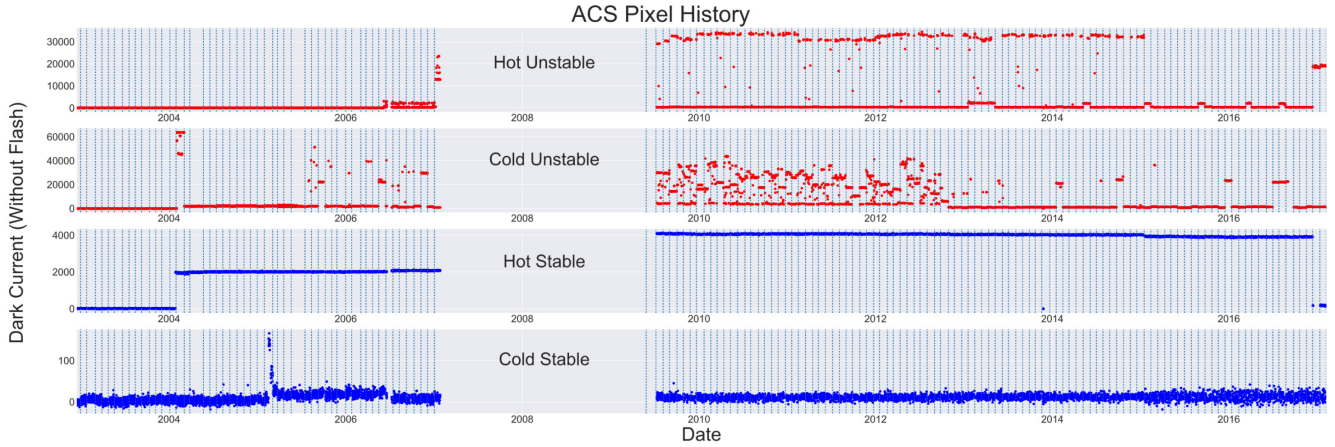 ACS Pixel History
Dark Current (Without Flash)
30000
20000
10000
0
Hot Unstable
2004 2006 2008 2010 2012 2014 2016
60000
40000
20000
0
Cold Unstable
2004 2006 2008 2010 2012 2014 2016
4000
2000
0
Hot Stable
2004 2006 2008 2010 2012 2014 2016
100
0
Cold Stable
2004 2006 2008 2010 2012 2014 2016
Date